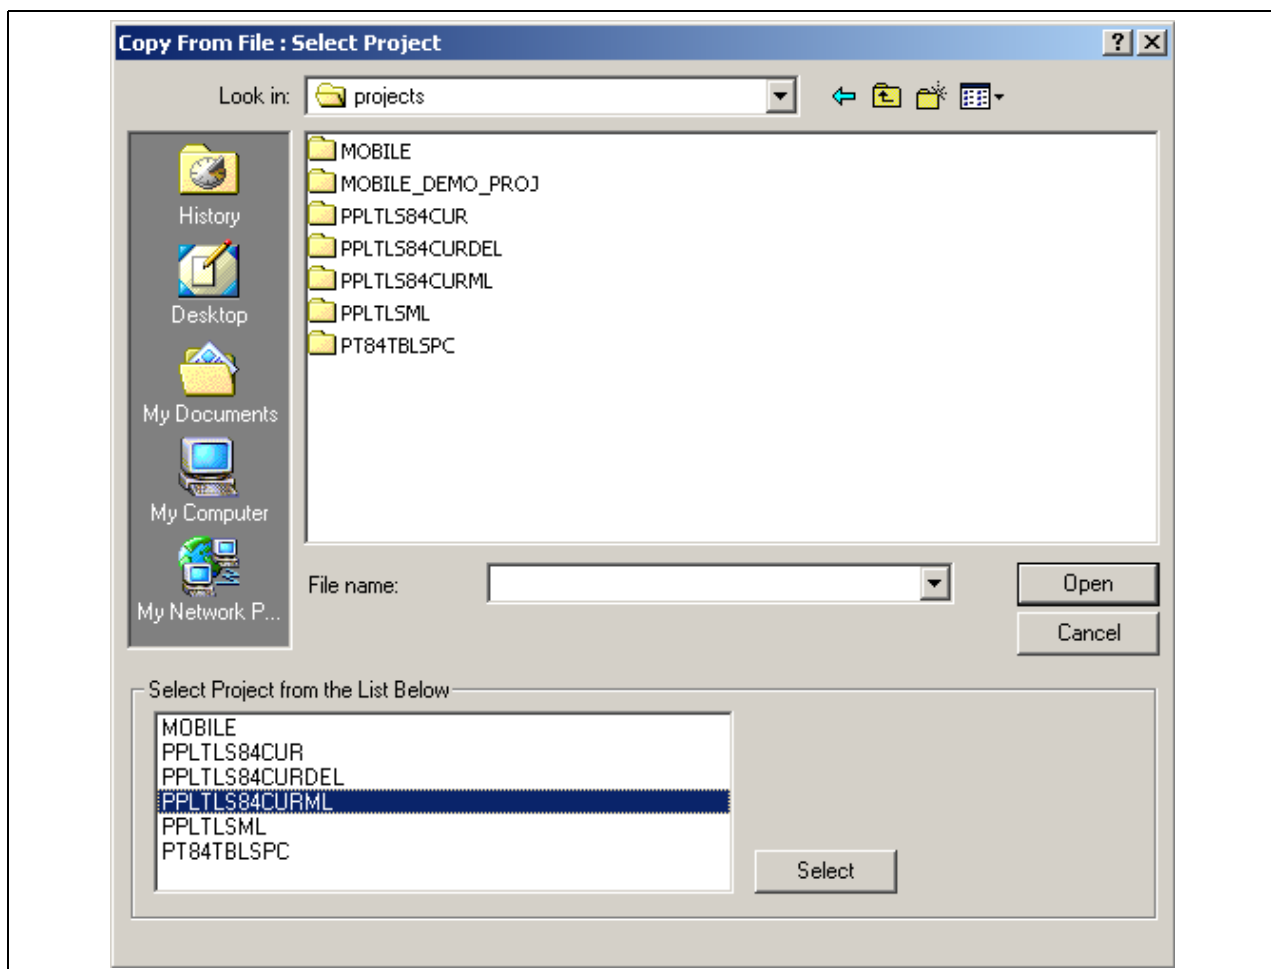 Copy From File : Select Project
Look in: projects
History
Desktop
My Documents
My Computer
My Network P...
MOBILE
MOBILE_DEMO_PROJ
PPLTLS84CUR
PPLTLS84CURDEL
PPLTLS84CURML
PPLTLSML
PT84TBLSPC
File name:
Open
Cancel
Select Project from the List Below
MOBILE
PPLTLS84CUR
PPLTLS84CURDEL
PPLTLS84CURML
PPLTLSML
PT84TBLSPC
Select